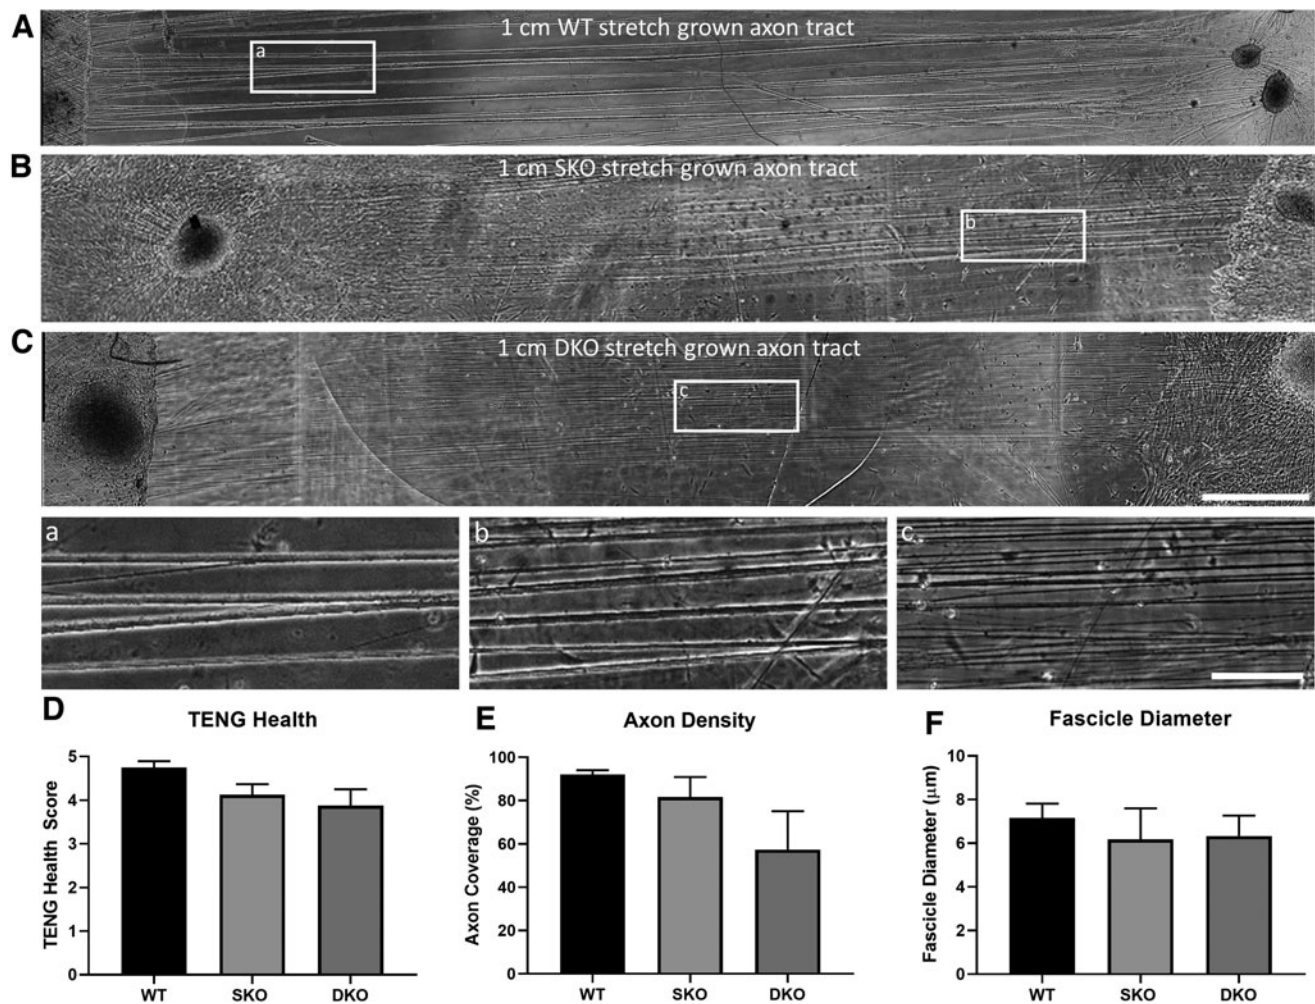 A
1 cm WT stretch grown axon tract
a
B
1 cm SKO stretch grown axon tract
b
C
1 cm DKO stretch grown axon tract
c
a
b
c
D
TENG Health
TENG Health Score
5
4
3
2
1
0
WT
SKO
DKO
E
Axon Density
Axon Coverage (%)
100
80
60
40
20
0
WT
SKO
DKO
F
Fascicle Diameter
Fascicle Diameter (μm)
10
8
6
4
2
0
WT
SKO
DKO